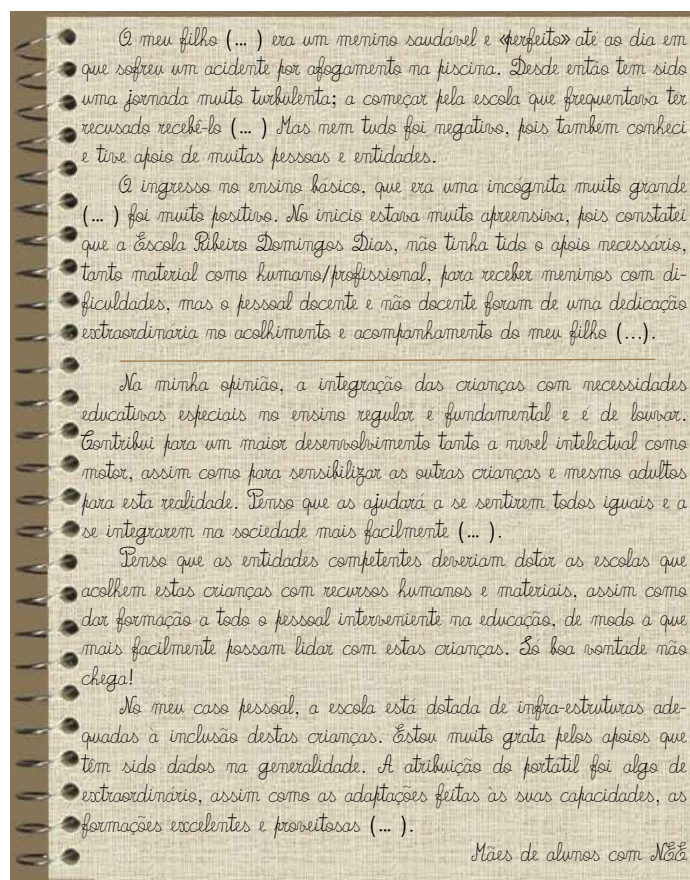 O meu filho (... ) era um menino saudável e «perfeito» até ao dia em
que sofreu um acidente por afogamento na piscina. Desde então tem sido
uma jornada muito turbulenta; a começar pela escola que frequentava ter
recusado recebê-lo (... ) Mas nem tudo foi negativo, pois também conheci
e tive apoio de muitas pessoas e entidades.
O ingresso no ensino básico, que era uma incógnita muito grande
(... ) foi muito positivo. No inicio estava muito apreensiva, pois constatei
que a Escola Ribeiro Domingos Dias, não tinha tido o apoio necessário,
tanto material como humano/profissional, para receber meninos com di-
ficuldades, mas o pessoal docente e não docente foram de uma dedicação
extraordinária no acolhimento e acompanhamento do meu filho (...).
Na minha opinião, a integração das crianças com necessidades
educativas especiais no ensino regular é fundamental e é de louvar.
Contribui para um maior desenvolvimento tanto a nível intelectual como
motor, assim como para sensibilizar as outras crianças e mesmo adultos
para esta realidade. Penso que as ajudará a se sentirem todos iguais e a
se integrarem na sociedade mais facilmente (... ).
Penso que as entidades competentes deveriam dotar as escolas que
acolhem estas crianças com recursos humanos e materiais, assim como
dar formação a todo o pessoal interveniente na educação, de modo a que
mais facilmente possam lidar com estas crianças. Só boa vontade não
chega!
No meu caso pessoal, a escola está dotada de infra-estruturas ade-
quadas à inclusão destas crianças. Estou muito grata pelos apoios que
têm sido dados na generalidade. A atribuição do portátil foi algo de
extraordinário, assim como as adaptações feitas às suas capacidades, as
formações excelentes e proveitosas (... ).
Mães de alunos com NEE